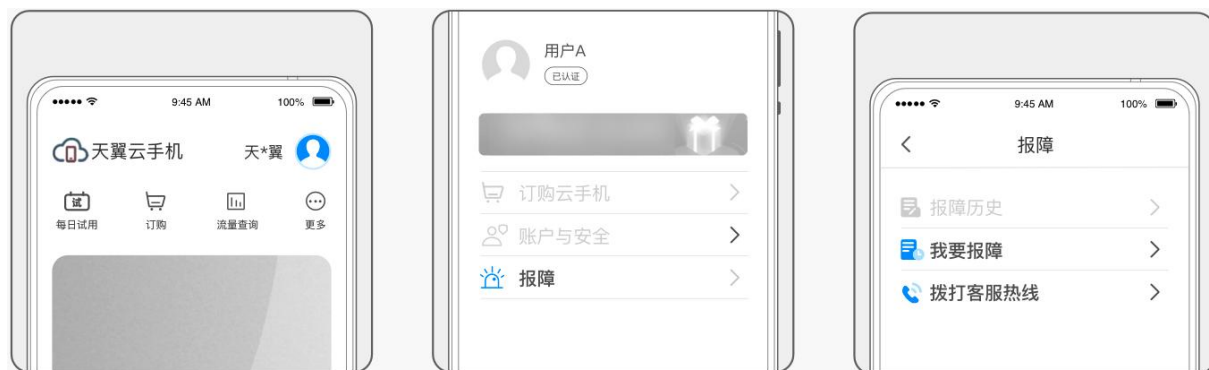 9:45 AM
100%
天翼云手机
天*翼
试
每日试用
订购
流量查询
更多
用户A
已认证
订购云手机
账户与安全
报障
9:45 AM
100%
报障
报障历史
我要报障
拨打客服热线